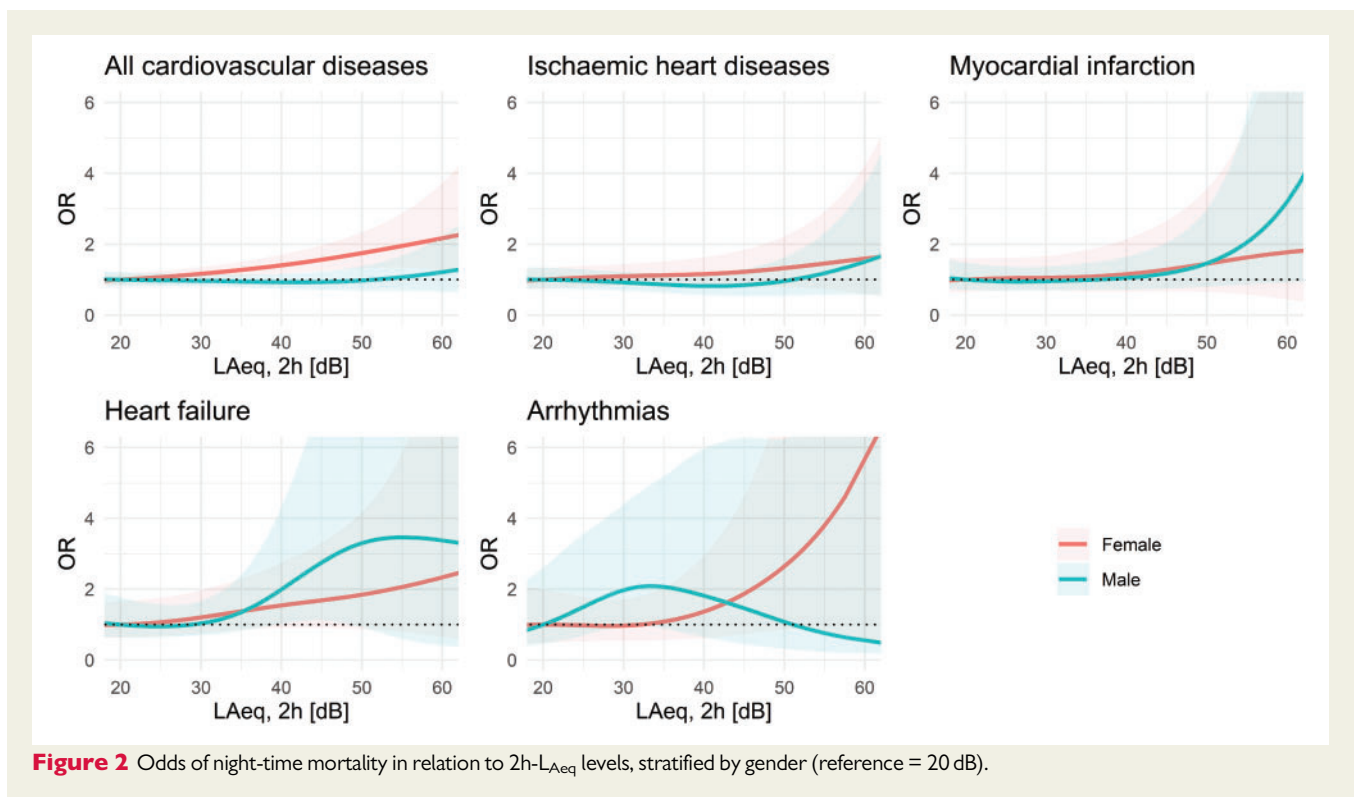 All cardiovascular diseases
Ischaemic heart diseases
Myocardial infarction
OR
6
4
2
0
20 30 40 50 60
LAeq, 2h [dB]
OR
6
4
2
0
20 30 40 50 60
LAeq, 2h [dB]
OR
6
4
2
0
20 30 40 50 60
LAeq, 2h [dB]
Heart failure
Arrhythmias
OR
6
4
2
0
20 30 40 50 60
LAeq, 2h [dB]
OR
6
4
2
0
20 30 40 50 60
LAeq, 2h [dB]
Female
Male
Figure 2 Odds of night-time mortality in relation to 2h-LAeq levels, stratified by gender (reference = 20 dB).